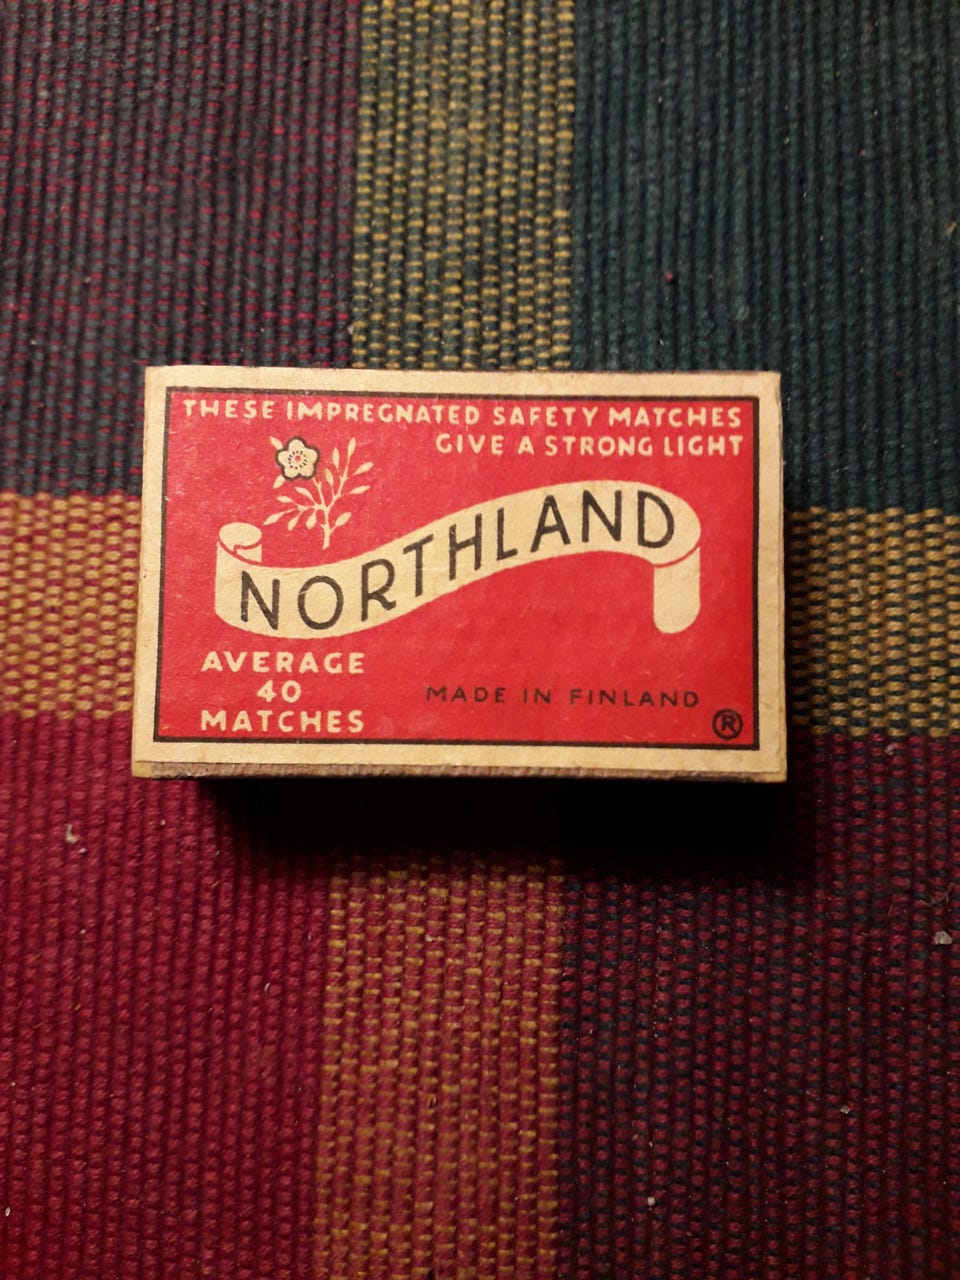 THESE IMPREGNATED SAFETY MATCHES
GIVE A STRONG LIGHT
NORTHLAND
AVERAGE
40
MATCHES
MADE IN FINLAND
®